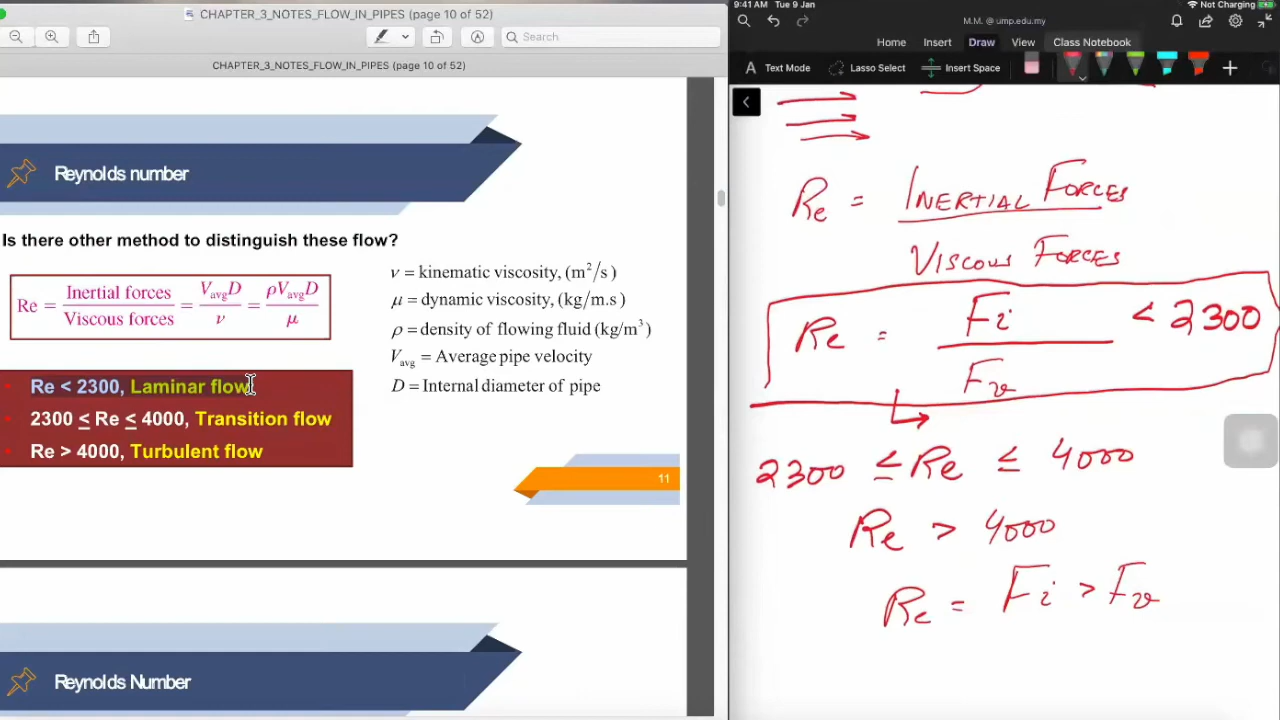 CHAPTER_3_NOTES_FLOW_IN_PIPES (page 10 of 52)
Search
CHAPTER_3_NOTES_FLOW_IN_PIPES (page 10 of 52)
Reynolds number
Is there other method to distinguish these flow?
Re = Inertial forces / Viscous forces = VavgD / ν = ρVavgD / μ
ν = kinematic viscosity, (m²/s)
μ = dynamic viscosity, (kg/m.s)
ρ = density of flowing fluid (kg/m³)
Vavg = Average pipe velocity
D = Internal diameter of pipe
• Re < 2300, Laminar flow
• 2300 ≤ Re ≤ 4000, Transition flow
• Re > 4000, Turbulent flow
11
Reynolds Number
9:41 AM Tue 9 Jan
Not Charging
M.M. @ ump.edu.my
Home Insert Draw View Class Notebook
A Text Mode Lasso Select Insert Space
Re = INERTIAL FORCES
VISCOUS FORCES
Re = Fi / Fv < 2300
2300 ≤ Re ≤ 4000
Re > 4000
Re = Fi > Fv